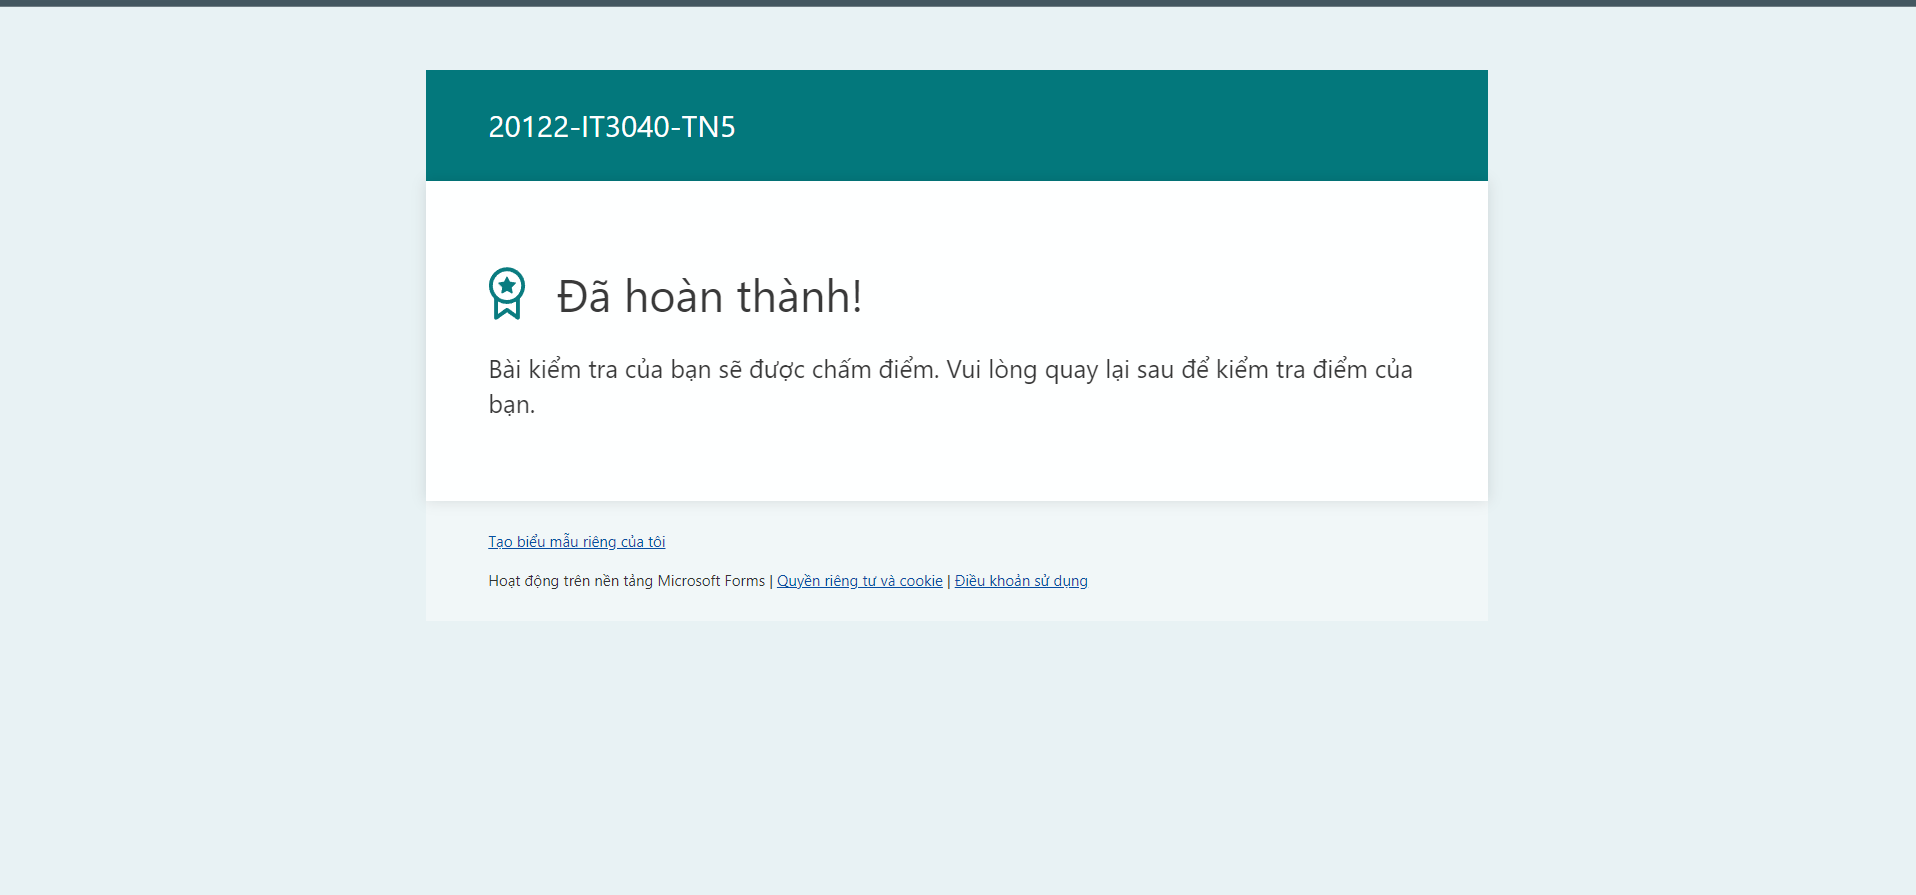 20122-IT3040-TN5
Đã hoàn thành!
Bài kiểm tra của bạn sẽ được chấm điểm. Vui lòng quay lại sau để kiểm tra điểm của
bạn.
Tạo biểu mẫu riêng của tôi
Hoạt động trên nền tảng Microsoft Forms | Quyền riêng tư và cookie | Điều khoản sử dụng